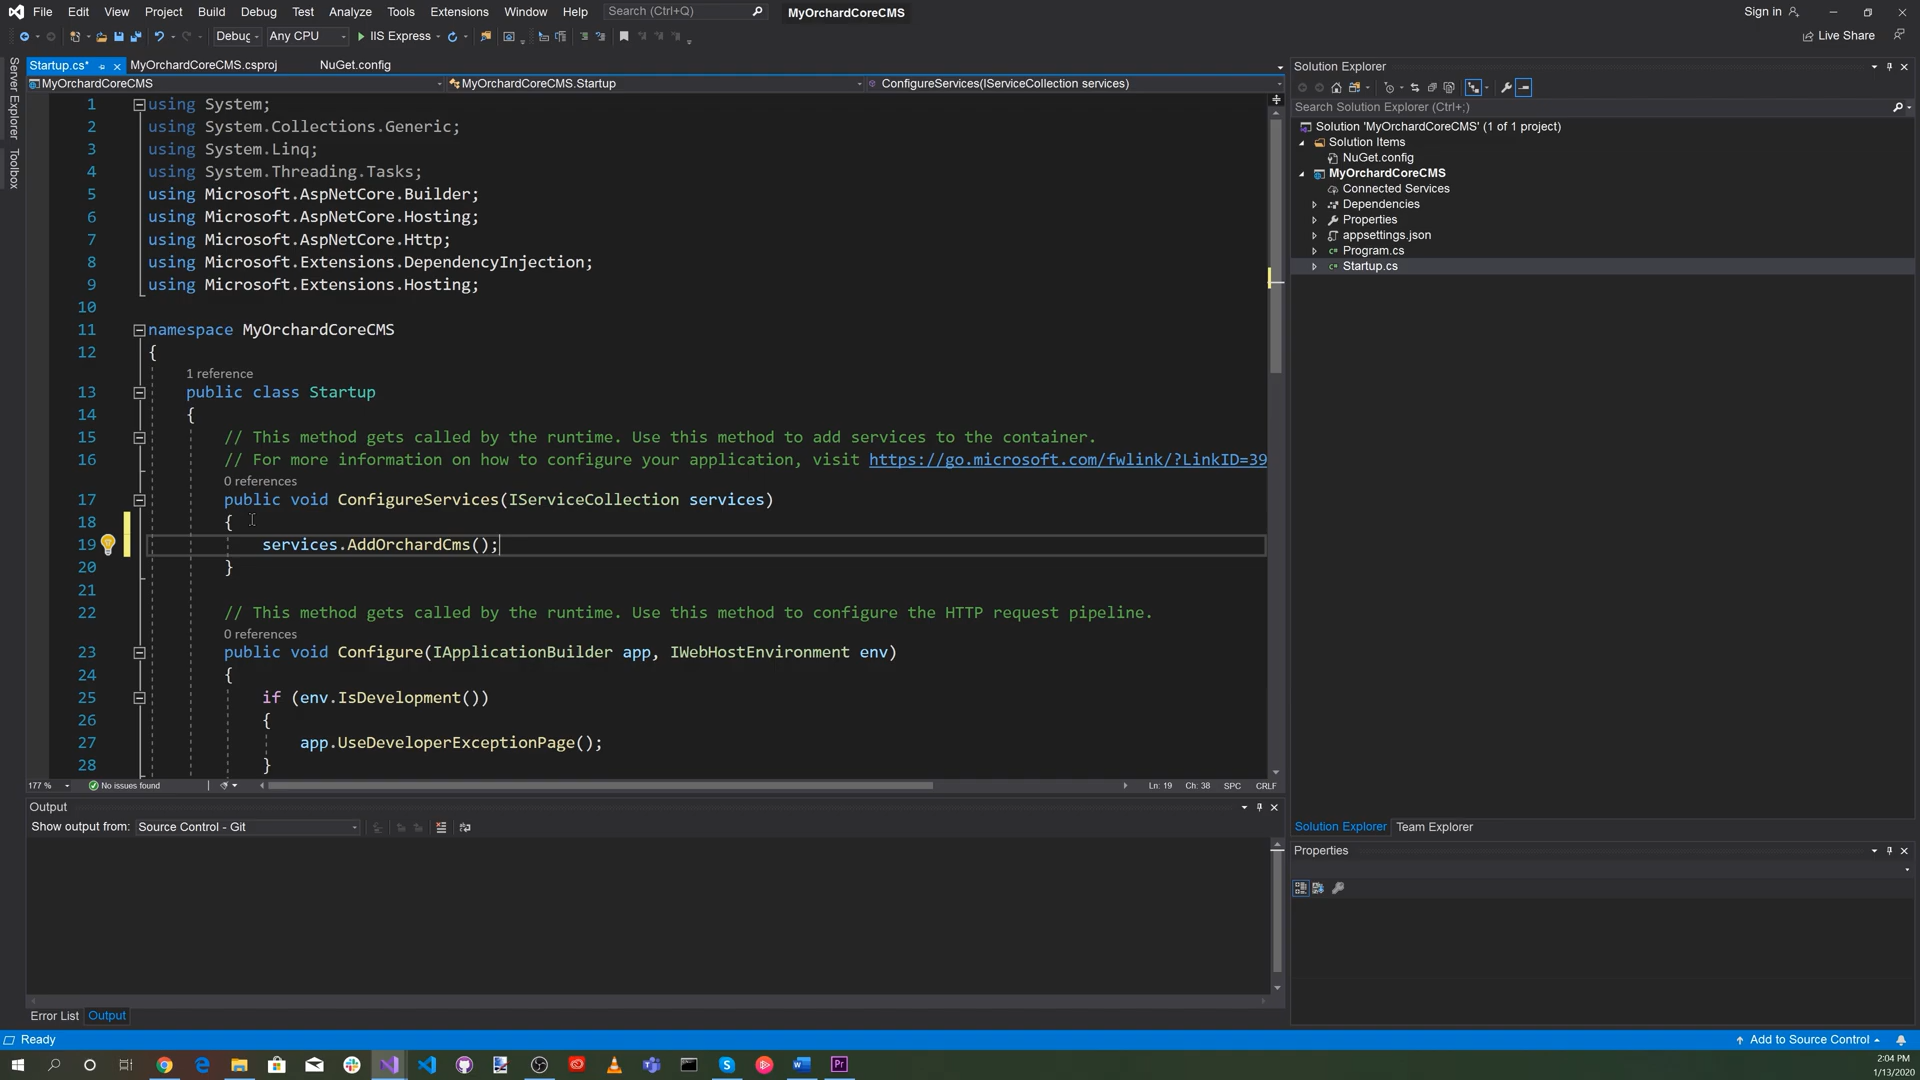 File Edit View Project Build Debug Test Analyze Tools Extensions Window Help Search (Ctrl+Q) MyOrchardCoreCMS Sign in
Debug Any CPU IIS Express Live Share
Startup.cs* MyOrchardCoreCMS.csproj NuGet.config
MyOrchardCoreCMS MyOrchardCoreCMS.Startup ConfigureServices(IServiceCollection services)
Server Explorer
Toolbox
1 using System;
2 using System.Collections.Generic;
3 using System.Linq;
4 using System.Threading.Tasks;
5 using Microsoft.AspNetCore.Builder;
6 using Microsoft.AspNetCore.Hosting;
7 using Microsoft.AspNetCore.Http;
8 using Microsoft.Extensions.DependencyInjection;
9 using Microsoft.Extensions.Hosting;
10
11 namespace MyOrchardCoreCMS
12 {
1 reference
13 public class Startup
14 {
15 // This method gets called by the runtime. Use this method to add services to the container.
16 // For more information on how to configure your application, visit https://go.microsoft.com/fwlink/?LinkID=39
0 references
17 public void ConfigureServices(IServiceCollection services)
18 {
19 services.AddOrchardCms();
20 }
21
22 // This method gets called by the runtime. Use this method to configure the HTTP request pipeline.
0 references
23 public void Configure(IApplicationBuilder app, IWebHostEnvironment env)
24 {
25 if (env.IsDevelopment())
26 {
27 app.UseDeveloperExceptionPage();
28 }
177 % No issues found Ln: 19 Ch: 38 SPC CRLF
Output
Show output from: Source Control - Git
Error List Output
Solution Explorer
Search Solution Explorer (Ctrl+;)
Solution 'MyOrchardCoreCMS' (1 of 1 project)
Solution Items
NuGet.config
MyOrchardCoreCMS
Connected Services
Dependencies
Properties
appsettings.json
Program.cs
Startup.cs
Solution Explorer Team Explorer
Properties
Ready Add to Source Control
2:04 PM
1/13/2020